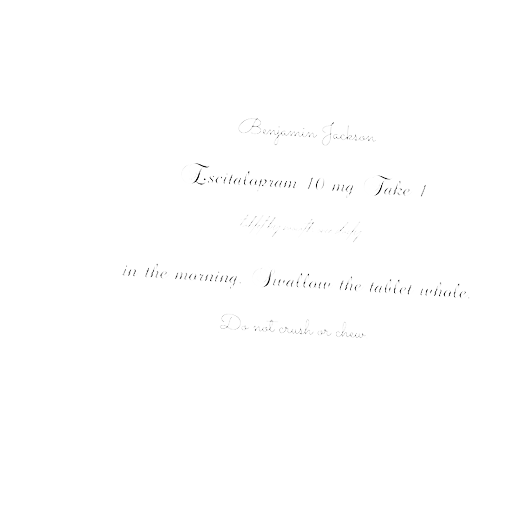 Benjamin Jackson
Escitalopram 10 mg Take 1
in the morning. Swallow the tablet whole.
Do not crush or chew